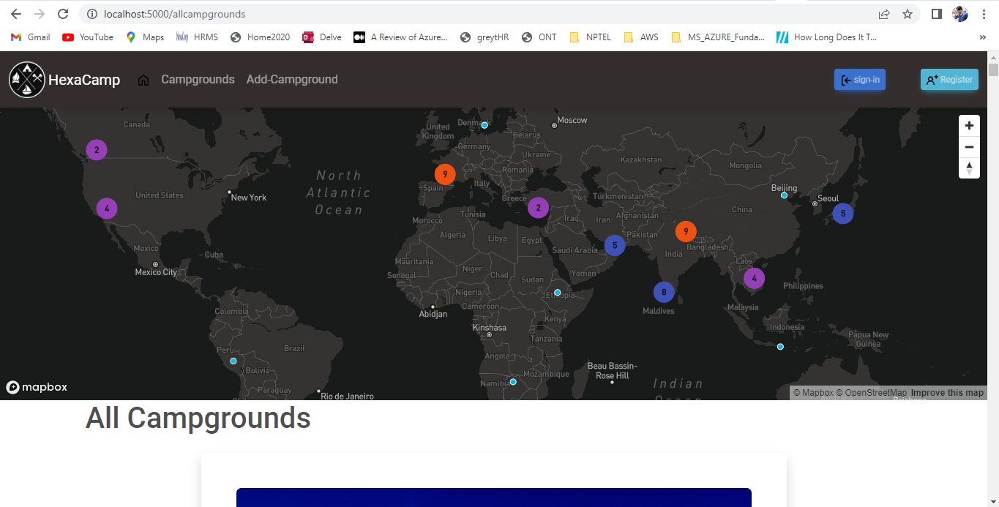 localhost:5000/allcampgrounds
Gmail YouTube Maps HRMS Home2020 Delve A Review of Azure... greytHR ONT NPTEL AWS MS_AZURE_Funda... How Long Does It T... »
HexaCamp Campgrounds Add-Campground sign-in Register
Moscow
Canada
United Kingdom
Denmark
Belarus
Germany
Ukraine
Kazakhstan
Mongolia
2
North
Atlantic
Ocean
9
Romania
Italy
Spain
Greece
Turkmenistan
Beijing
Seoul
United States
New York
4
2
5
China
Afghanistan
Iran
Iraq
Morocco
Tunisia
Algeria
Libya
Egypt
Pakistan
9
Saudi Arabia
5
India
Bangladesh
Mexico
Cuba
Mexico City
Mauritania
Senegal
Niger
Chad
Sudan
Yemen
Laos
4
Philippines
Nigeria
Ethiopia
8
Maldives
Malaysia
Colombia
Abidjan
Cameroon
Kenya
Kinshasa
Indonesia
Papua New
Guinea
Tanzania
Peru
Brazil
Angola
Bolivia
Beau Bassin-
Rose Hill
Mozambique
Namibia
Indian
Ocean
Paraguay
Rio de Janeiro
mapbox
© Mapbox © OpenStreetMap Improve this map
All Campgrounds